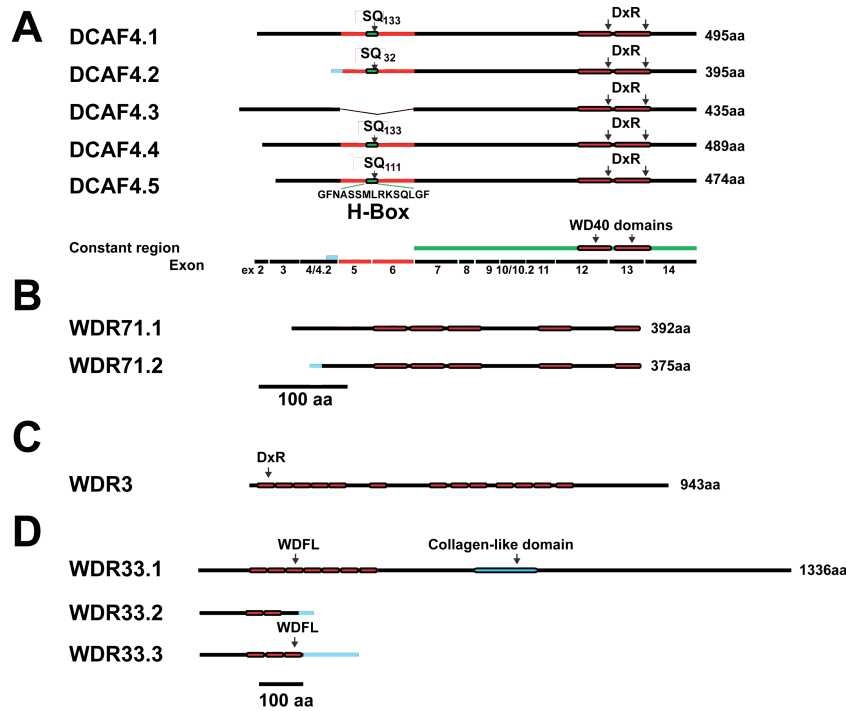 A
DCAF4.1 SQ133 DxR 495aa
DCAF4.2 SQ32 DxR 395aa
DCAF4.3 DxR 435aa
DCAF4.4 SQ133 DxR 489aa
DCAF4.5 SQ111 DxR 474aa
GFNASSMLRKSQLGF
H-Box
WD40 domains
Constant region
Exon ex 2 3 4/4.2 5 6 7 8 9 10/10.2 11 12 13 14
B
WDR71.1 392aa
WDR71.2 375aa
100 aa
C
DxR
WDR3 943aa
D
WDFL Collagen-like domain
WDR33.1 1336aa
WDR33.2
WDFL
WDR33.3
100 aa